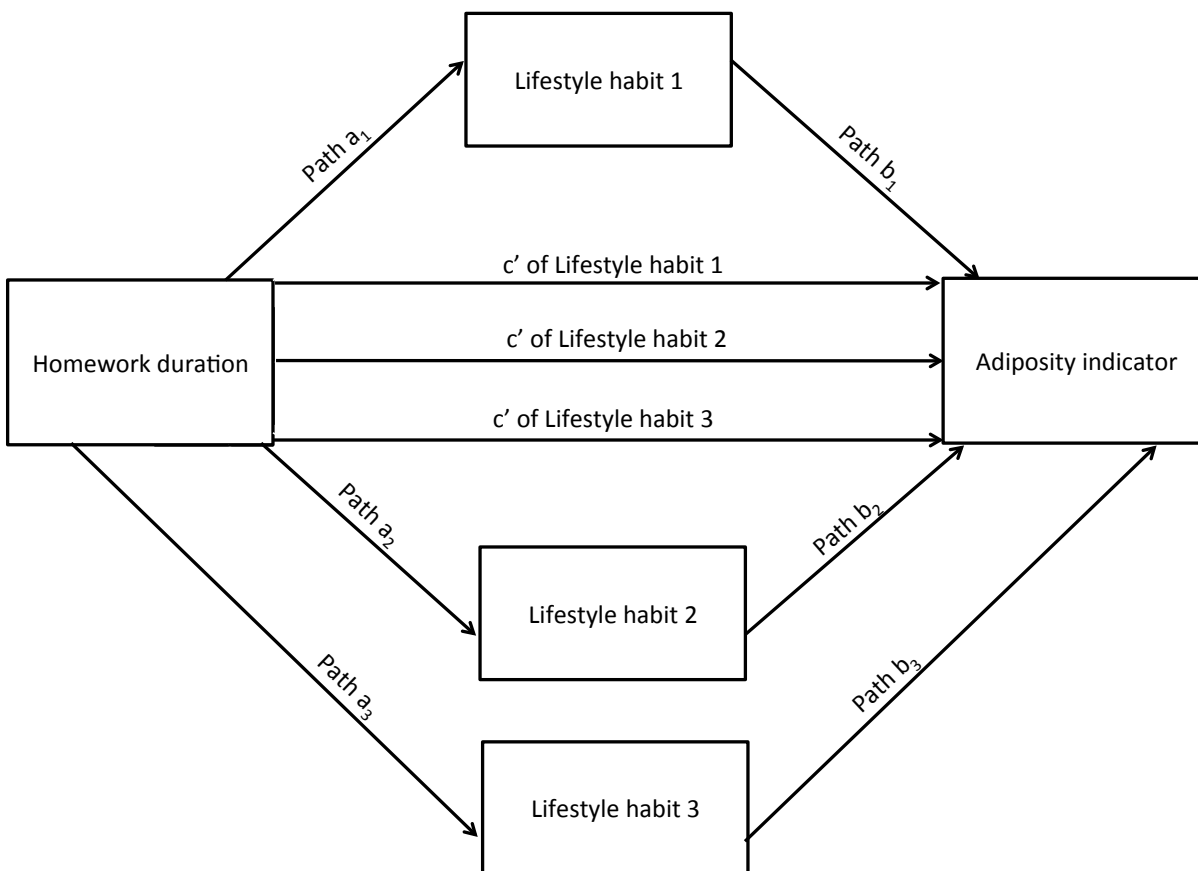 Lifestyle habit 1
Path a₁
Path b₁
c' of Lifestyle habit 1
Homework duration
c' of Lifestyle habit 2
Adiposity indicator
c' of Lifestyle habit 3
Path a₂
Path b₂
Lifestyle habit 2
Path a₃
Path b₃
Lifestyle habit 3